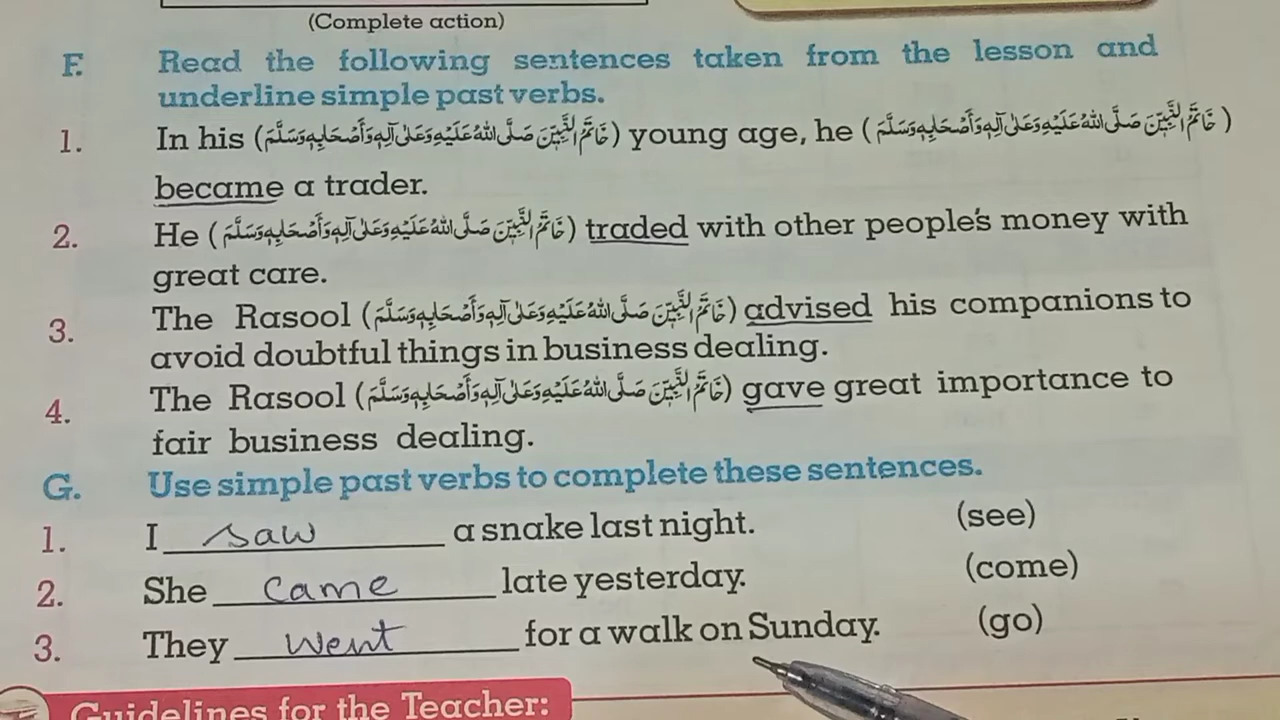 (Complete action)
F. Read the following sentences taken from the lesson and
underline simple past verbs.
1. In his (خَاتَمُ النَّبِيِّنَ صَلَّى اللهُ عَلَيْهِ وَعَلٰى آلِهٖ وَأَصْحَابِهٖ وَسَلَّمَ) young age, he (خَاتَمُ النَّبِيِّنَ صَلَّى اللهُ عَلَيْهِ وَعَلٰى آلِهٖ وَأَصْحَابِهٖ وَسَلَّمَ)
became a trader.
2. He (خَاتَمُ النَّبِيِّنَ صَلَّى اللهُ عَلَيْهِ وَعَلٰى آلِهٖ وَأَصْحَابِهٖ وَسَلَّمَ) traded with other people's money with
great care.
3. The Rasool (خَاتَمُ النَّبِيِّنَ صَلَّى اللهُ عَلَيْهِ وَعَلٰى آلِهٖ وَأَصْحَابِهٖ وَسَلَّمَ) advised his companions to
avoid doubtful things in business dealing.
4. The Rasool (خَاتَمُ النَّبِيِّنَ صَلَّى اللهُ عَلَيْهِ وَعَلٰى آلِهٖ وَأَصْحَابِهٖ وَسَلَّمَ) gave great importance to
fair business dealing.
G. Use simple past verbs to complete these sentences.
1. I saw a snake last night. (see)
2. She came late yesterday. (come)
3. They went for a walk on Sunday. (go)
Guidelines for the Teacher: